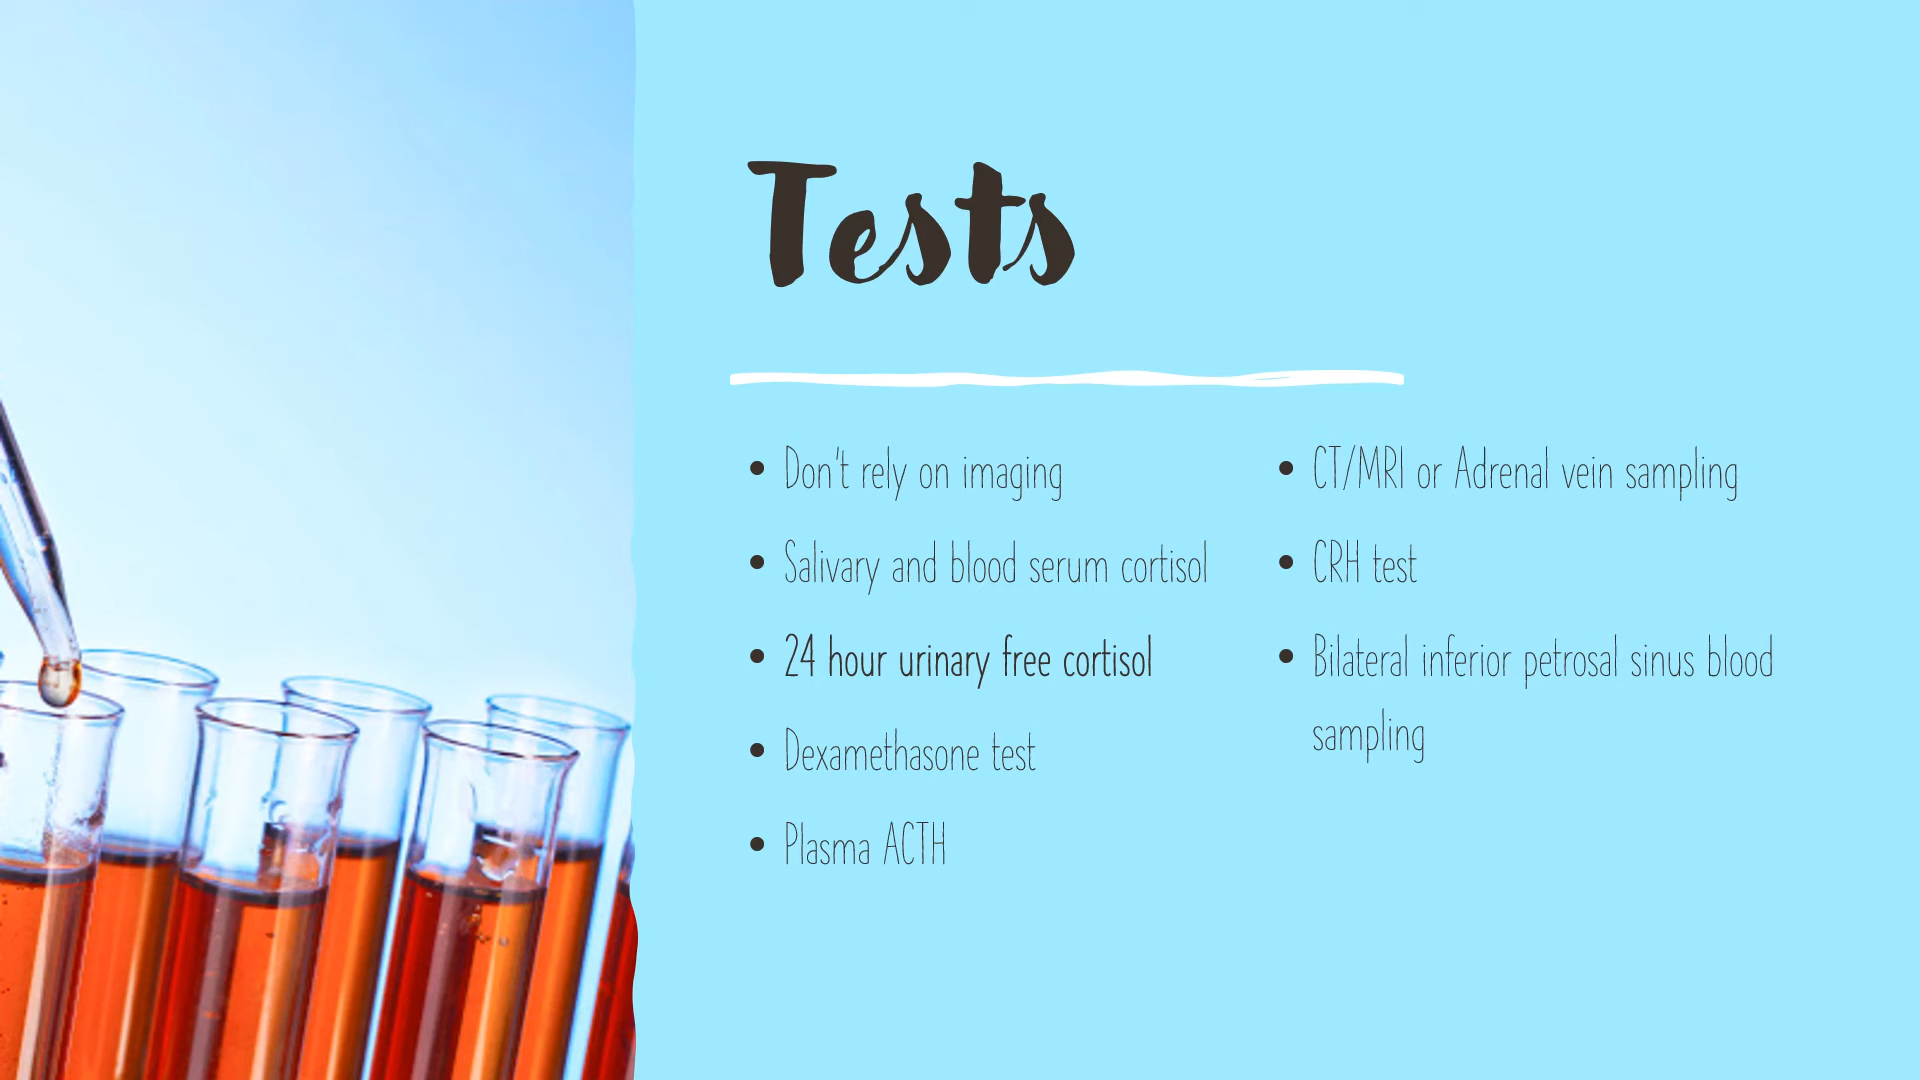 Tests
• Don't rely on imaging
• Salivary and blood serum cortisol
• 24 hour urinary free cortisol
• Dexamethasone test
• Plasma ACTH
• CT/MRI or Adrenal vein sampling
• CRH test
• Bilateral inferior petrosal sinus blood
sampling